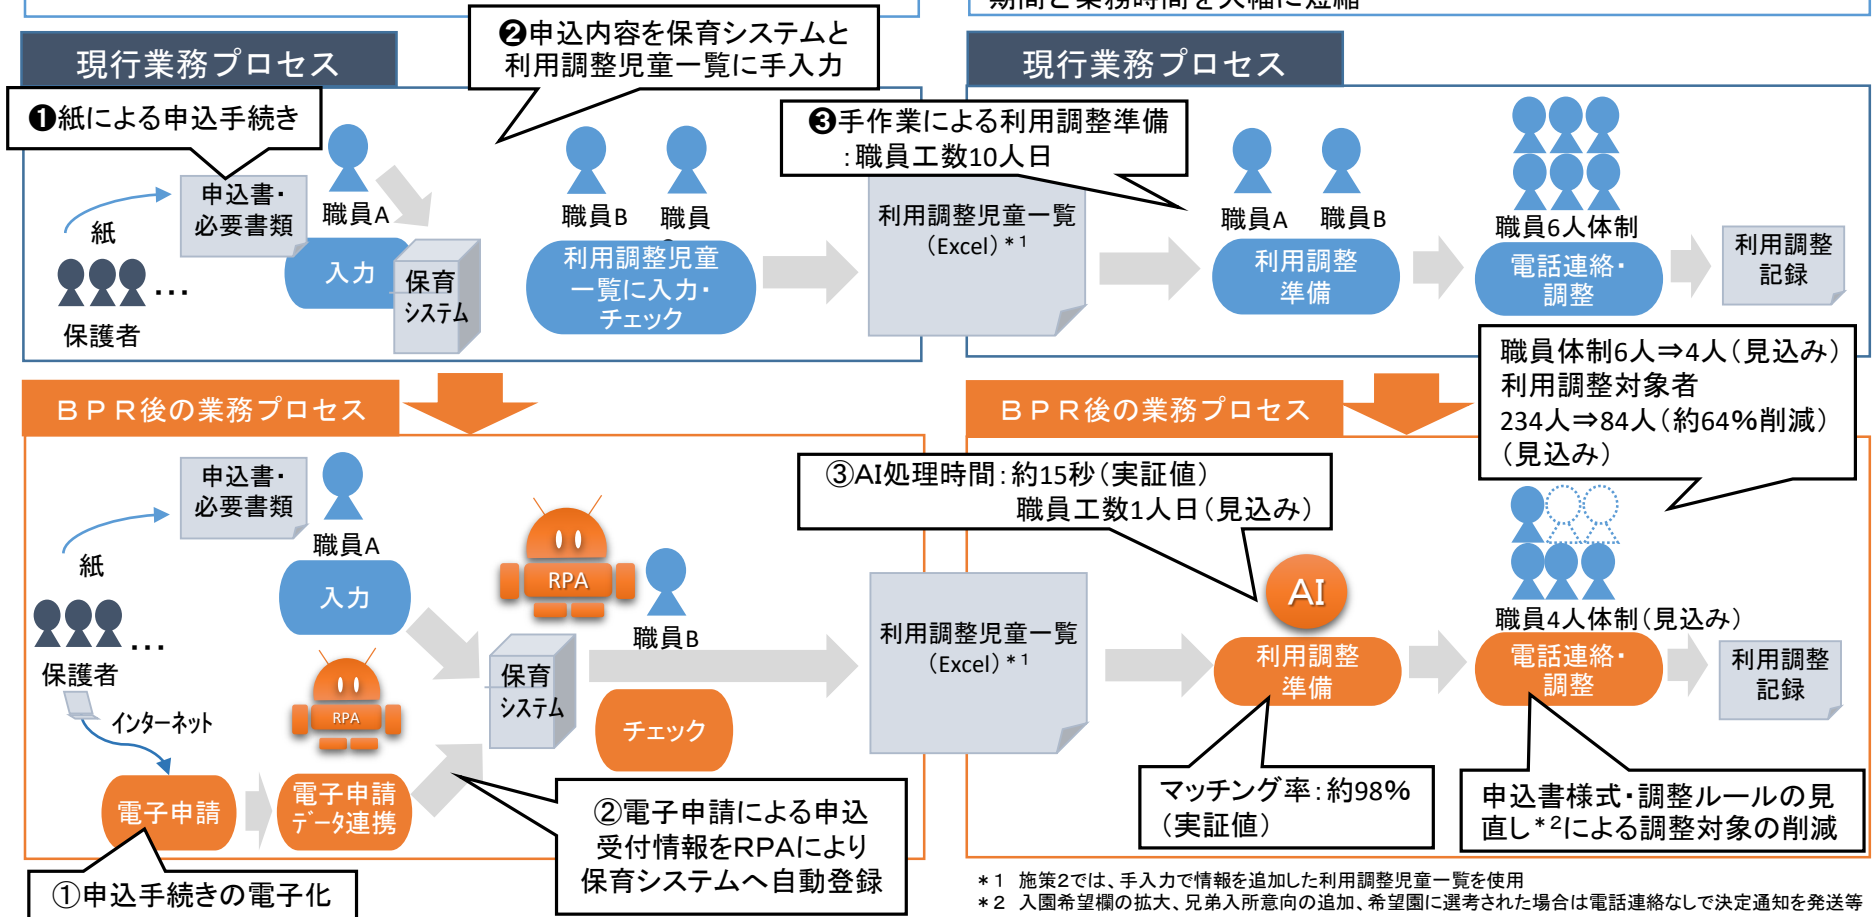 期間と業務時間を大幅に短縮
現行業務プロセス
❶紙による申込手続き
❷申込内容を保育システムと
利用調整児童一覧に手入力
紙
保護者
…
申込書・
必要書類
職員A
入力
保育
システム
職員B
職員
利用調整児童
一覧に入力・
チェック
利用調整児童一覧
（Excel）*1
現行業務プロセス
❸手作業による利用調整準備
：職員工数10人日
職員A
職員B
利用調整
準備
職員6人体制
電話連絡・
調整
利用調整
記録
BPR後の業務プロセス
申込書・
必要書類
紙
保護者
…
インターネット
職員A
入力
電子申請
電子申請
データ連携
RPA
RPA
保育
システム
職員B
チェック
①申込手続きの電子化
②電子申請による申込
受付情報をRPAにより
保育システムへ自動登録
利用調整児童一覧
（Excel）*1
BPR後の業務プロセス
③AI処理時間：約15秒（実証値）
職員工数1人日（見込み）
AI
利用調整
準備
マッチング率：約98％
（実証値）
職員体制6人⇒4人（見込み）
利用調整対象者
234人⇒84人（約64％削減）
（見込み）
職員4人体制（見込み）
電話連絡・
調整
利用調整
記録
申込書様式・調整ルールの見
直し*2による調整対象の削減
*1 施策2では、手入力で情報を追加した利用調整児童一覧を使用
*2 入園希望欄の拡大、兄弟入所意向の追加、希望園に選考された場合は電話連絡なしで決定通知を発送等